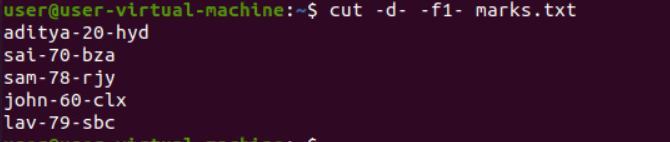 user@user-virtual-machine:~$ cut -d- -f1- marks.txt
aditya-20-hyd
sai-70-bza
sam-78-rjy
john-60-clx
lav-79-sbc